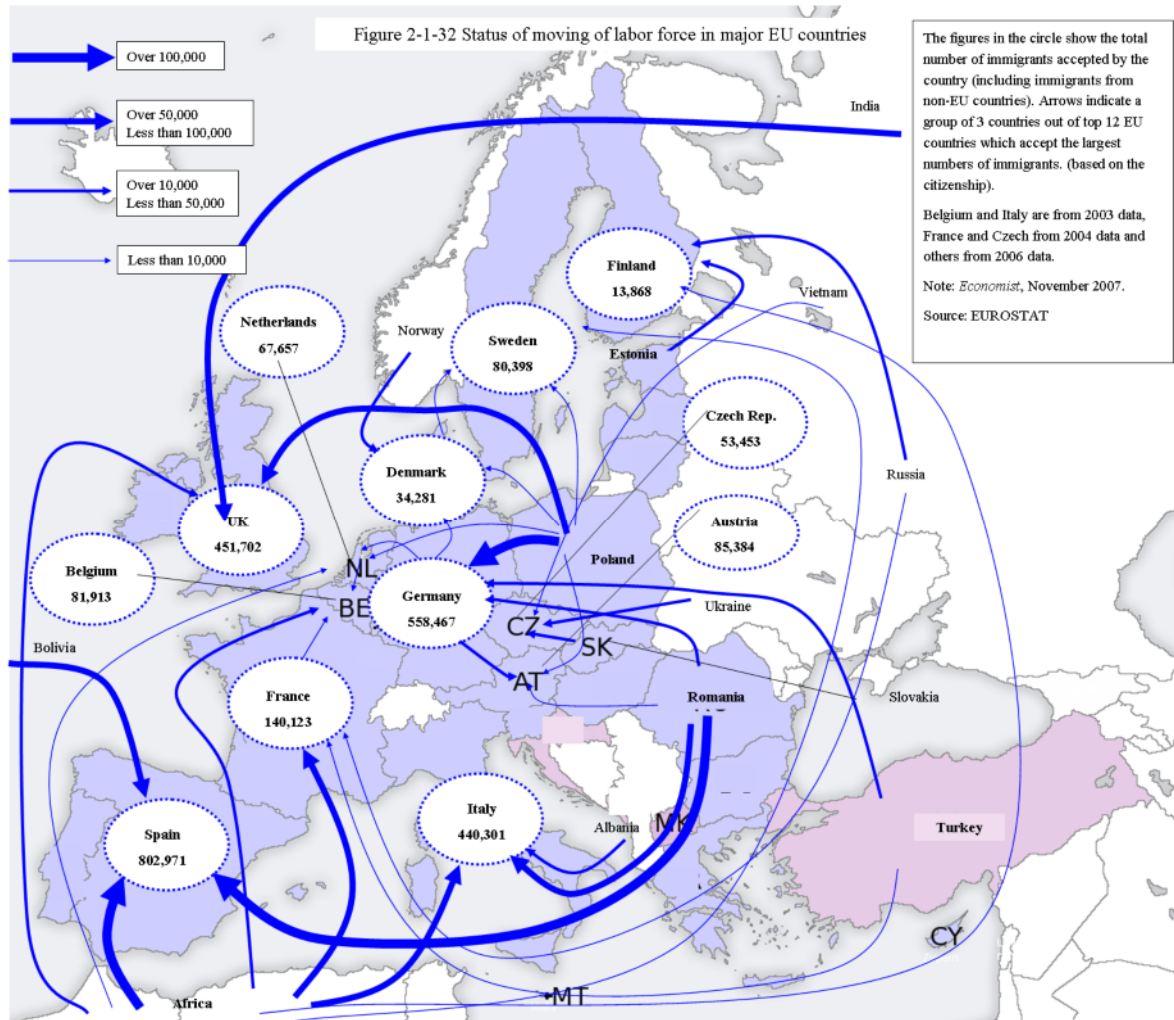 Figure 2-1-32 Status of moving of labor force in major EU countries
Over 100,000
Over 50,000
Less than 100,000
Over 10,000
Less than 50,000
Less than 10,000
The figures in the circle show the total
number of immigrants accepted by the
country (including immigrants from
non-EU countries). Arrows indicate a
group of 3 countries out of top 12 EU
countries which accept the largest
numbers of immigrants. (based on the
citizenship).
Belgium and Italy are from 2003 data,
France and Czech from 2004 data and
others from 2006 data.
Note: Economist, November 2007.
Source: EUROSTAT
India
Finland
13,868
Vietnam
Netherlands
67,657
Norway
Sweden
80,398
Estonia
Czech Rep.
53,453
Denmark
34,281
Russia
UK
451,702
Austria
85,384
Poland
Belgium
81,913
NL
BE
Germany
558,467
Ukraine
CZ
SK
Bolivia
AT
France
140,123
Romania
Slovakia
Italy
440,301
Albania
MK
Turkey
Spain
802,971
CY
MT
Africa